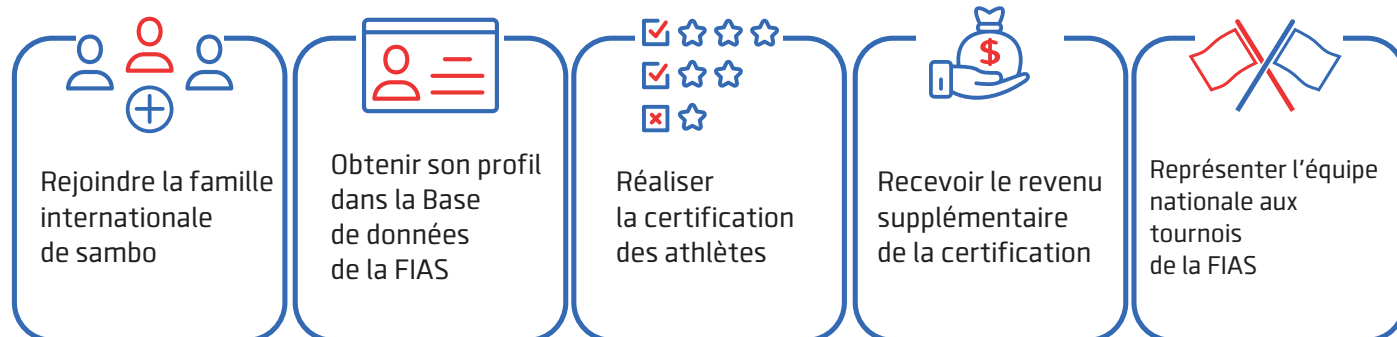 Rejoindre la famille
internationale
de sambo
Obtenir son profil
dans la Base
de données
de la FIAS
Réaliser
la certification
des athlètes
$
Recevoir le revenu
supplémentaire
de la certification
Représenter l'équipe
nationale aux
tournois
de la FIAS